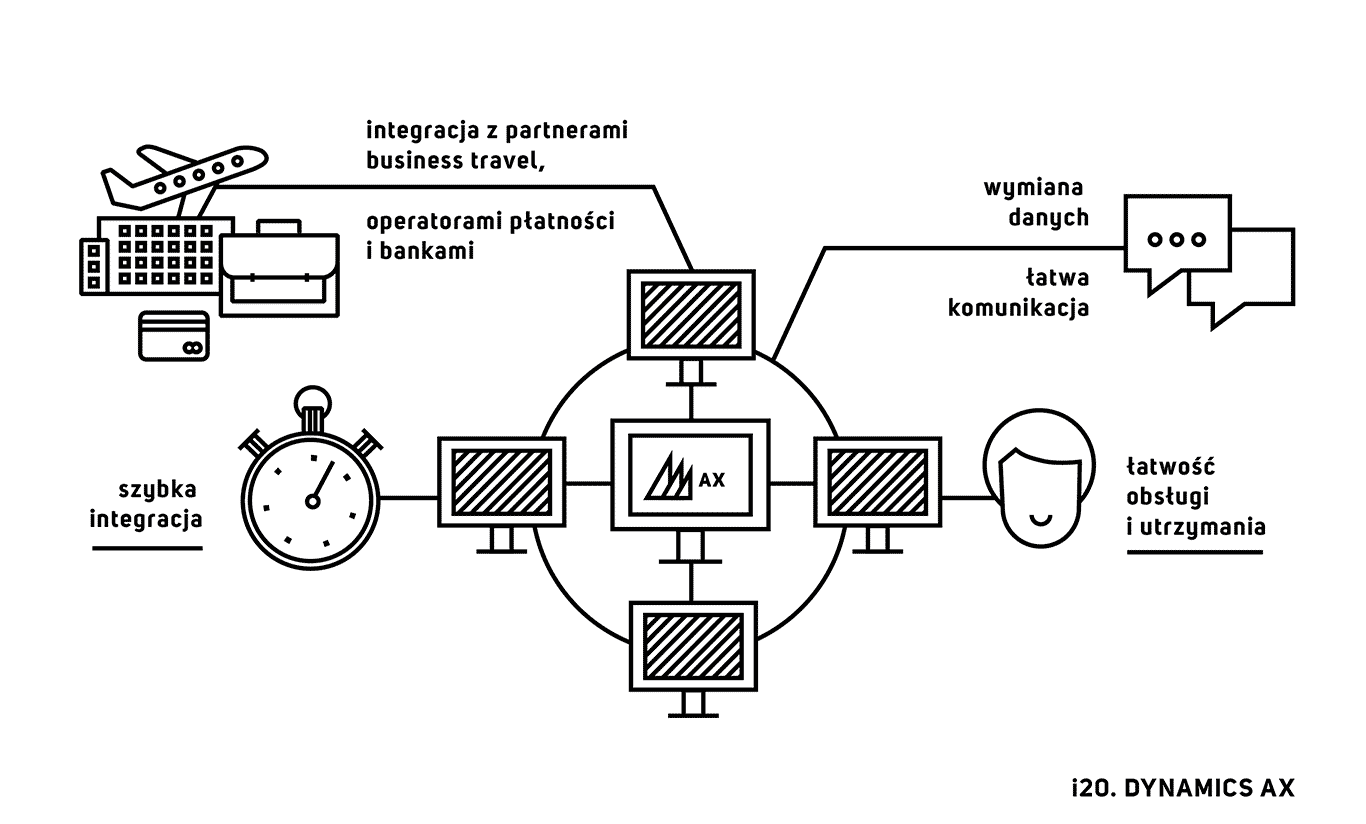 integracja z partnerami
business travel,
operatorami płatności
i bankami
wymiana
danych
łatwa
komunikacja
szybka
integracja
AX
łatwość
obsługi
i utrzymania
i20. DYNAMICS AX